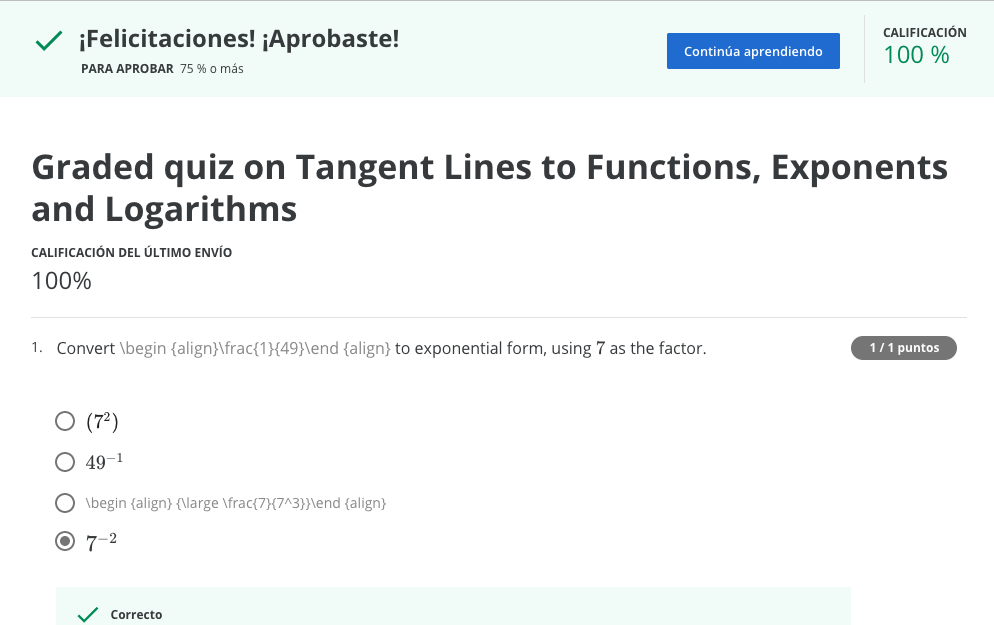 ¡Felicitaciones! ¡Aprobaste!
PARA APROBAR 75 % o más
Continúa aprendiendo
CALIFICACIÓN
100 %
Graded quiz on Tangent Lines to Functions, Exponents
and Logarithms
CALIFICACIÓN DEL ÚLTIMO ENVÍO
100%
1. Convert \begin {align}\frac{1}{49}\end {align} to exponential form, using 7 as the factor.
1 / 1 puntos
(7²)
49⁻¹
\begin {align} {\large \frac{7}{7^3}}\end {align}
7⁻²
Correcto